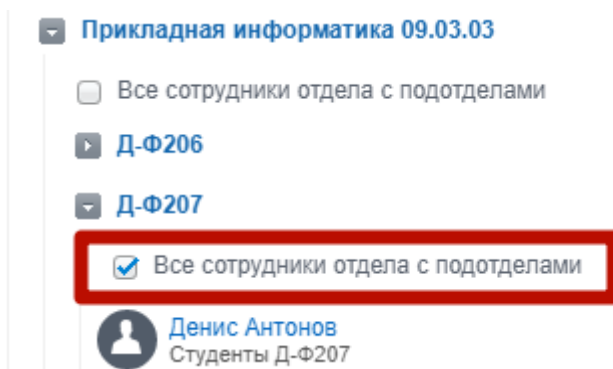 Прикладная информатика 09.03.03
Все сотрудники отдела с подотделами
Д-Ф206
Д-Ф207
Все сотрудники отдела с подотделами
Денис Антонов
Студенты Д-Ф207